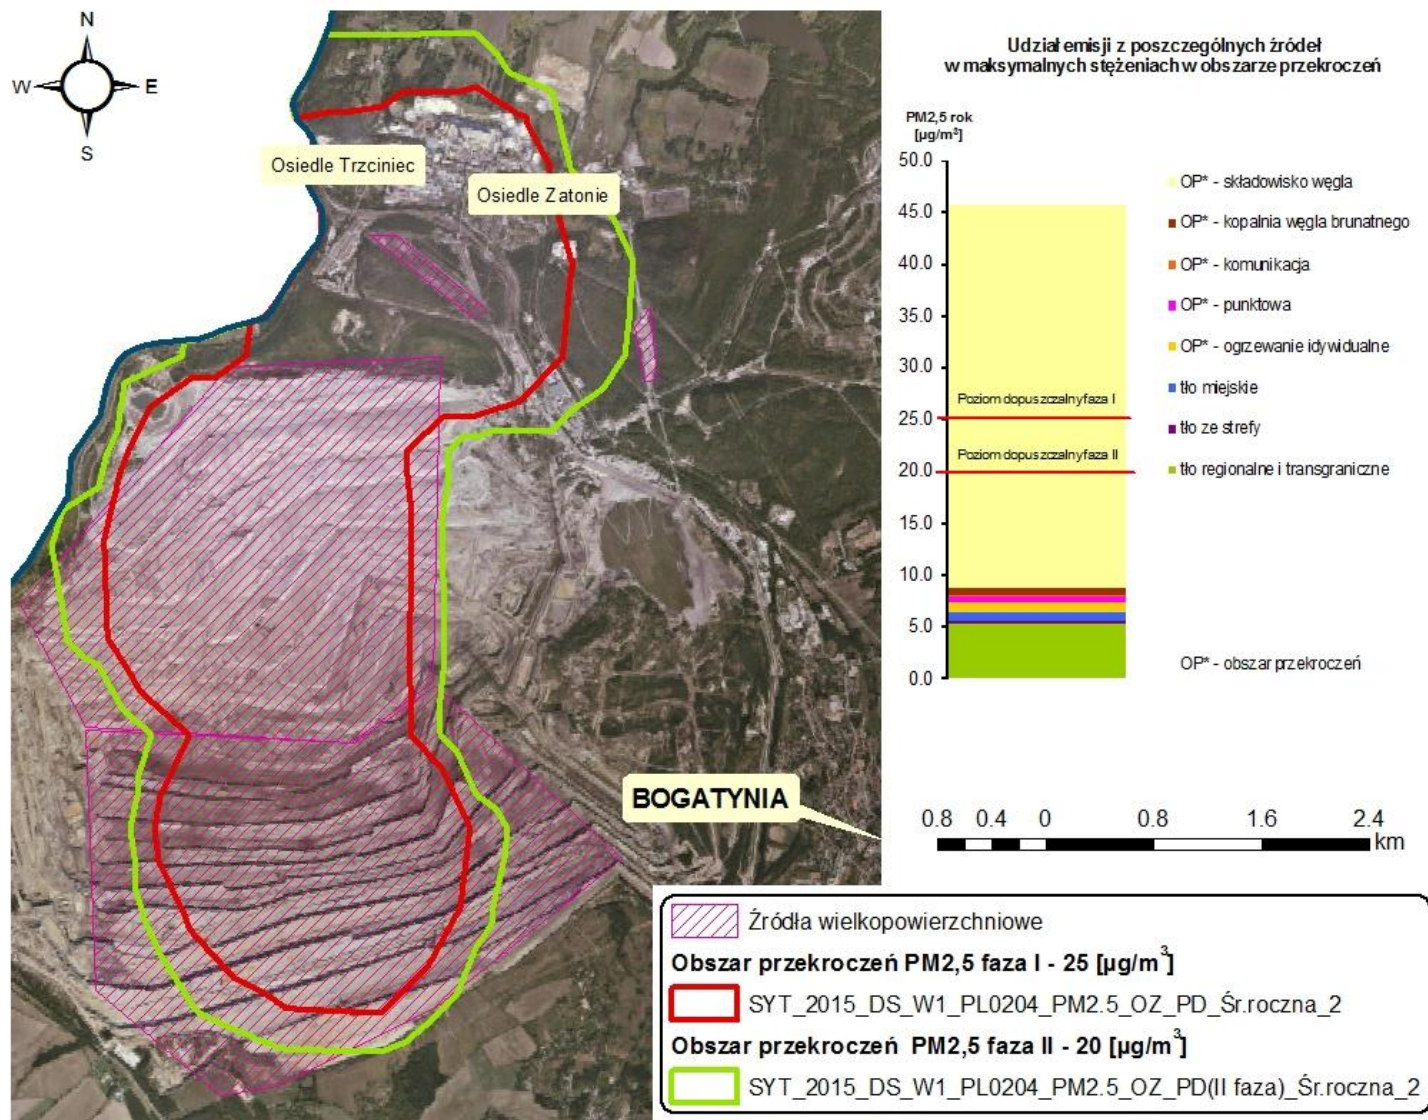 N
W E
S
Osiedle Trzciniec
Osiedle Zatonie
BOGATYNIA
Udział emisji z poszczególnych źródeł
w maksymalnych stężeniach w obszarze przekroczeń
PM2,5 rok
[µg/m³]
50.0
45.0
40.0
35.0
30.0
25.0
20.0
15.0
10.0
5.0
0.0
Poziom dopuszczalny faza I
Poziom dopuszczalny faza II
OP* - składowisko węgla
OP* - kopalnia węgla brunatnego
OP* - komunikacja
OP* - punktowa
OP* - ogrzewanie idywidualne
tło miejskie
tło ze strefy
tło regionalne i transgraniczne
OP* - obszar przekroczeń
0.8 0.4 0 0.8 1.6 2.4
km
Źródła wielkopowierzchniowe
Obszar przekroczeń PM2,5 faza I - 25 [µg/m³]
SYT_2015_DS_W1_PL0204_PM2.5_OZ_PD_Śr.roczna_2
Obszar przekroczeń PM2,5 faza II - 20 [µg/m³]
SYT_2015_DS_W1_PL0204_PM2.5_OZ_PD(II faza)_Śr.roczna_2